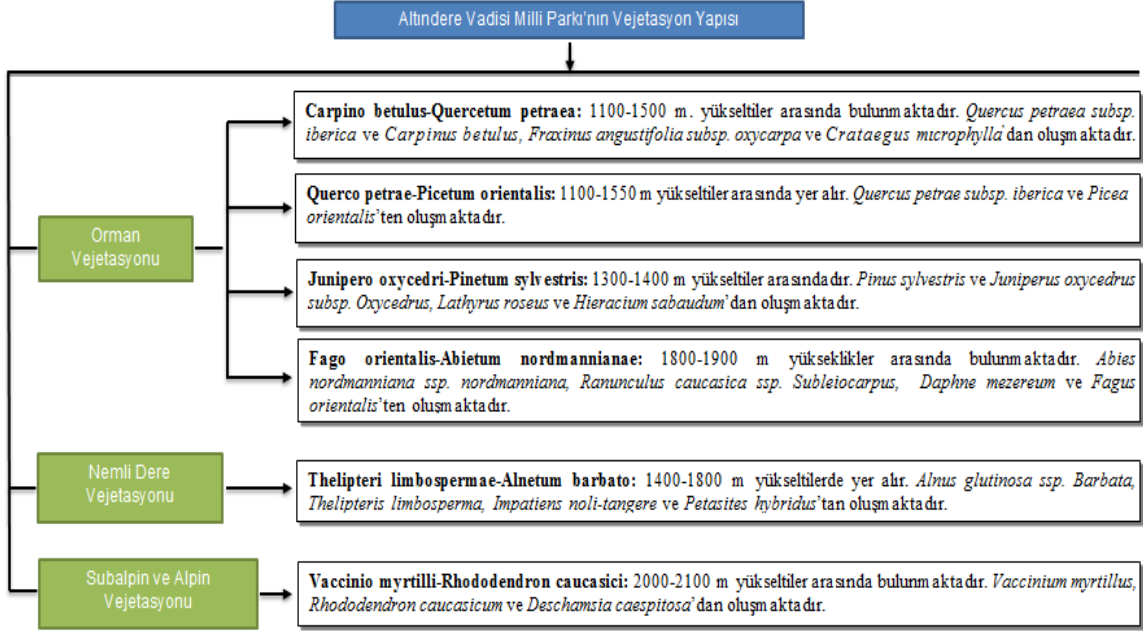 Altındere Vadisi Milli Parkı'nın Vejetasyon Yapısı
Orman
Vejetasyonu
Carpino betulus-Quercetum petraea: 1100-1500 m. yükseltiler arasında bulunmaktadır. Quercus petraea subsp.
iberica ve Carpinus betulus, Fraxinus angustifolia subsp. oxycarpa ve Crataegus mıcrophylla'dan oluşmaktadır.
Querco petrae-Picetum orientalis: 1100-1550 m yükseltiler arasında yer alır. Quercus petrae subsp. iberica ve Picea
orientalis'ten oluşmaktadır.
Junipero oxycedri-Pinetum sylvestris: 1300-1400 m yükseltiler arasındadır. Pinus sylvestris ve Juniperus oxycedrus
subsp. Oxycedrus, Lathyrus roseus ve Hieracium sabaudum'dan oluşmaktadır.
Fago orientalis-Abietum nordmannianae: 1800-1900 m yükseklikler arasında bulunmaktadır. Abies
nordmanniana ssp. nordmanniana, Ranunculus caucasica ssp. Subleiocarpus, Daphne mezereum ve Fagus
orientalis'ten oluşmaktadır.
Nemli Dere
Vejetasyonu
Thelipteri limbospermae-Alnetum barbato: 1400-1800 m yükseltilerde yer alır. Alnus glutinosa ssp. Barbata,
Thelipteris limbosperma, Impatiens noli-tangere ve Petasites hybridus'tan oluşmaktadır.
Subalpin ve Alpin
Vejetasyonu
Vaccinio myrtilli-Rhododendron caucasici: 2000-2100 m yükseltiler arasında bulunmaktadır. Vaccinium myrtillus,
Rhododendron caucasicum ve Deschamsia caespitosa'dan oluşmaktadır.